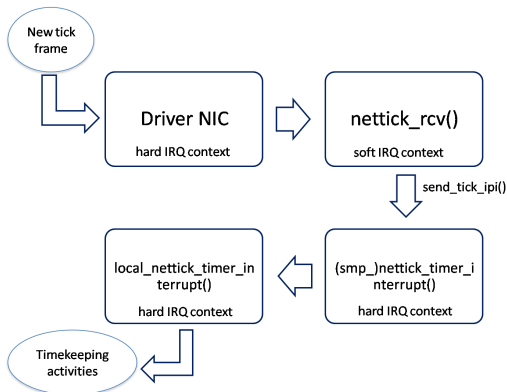 New tick
frame
Driver NIC
hard IRQ context
nettick_rcv()
soft IRQ context
send_tick_ipi()
(smp_)nettick_timer_i
nterrupt()
hard IRQ context
local_nettick_timer_in
terrupt()
hard IRQ context
Timekeeping
activities